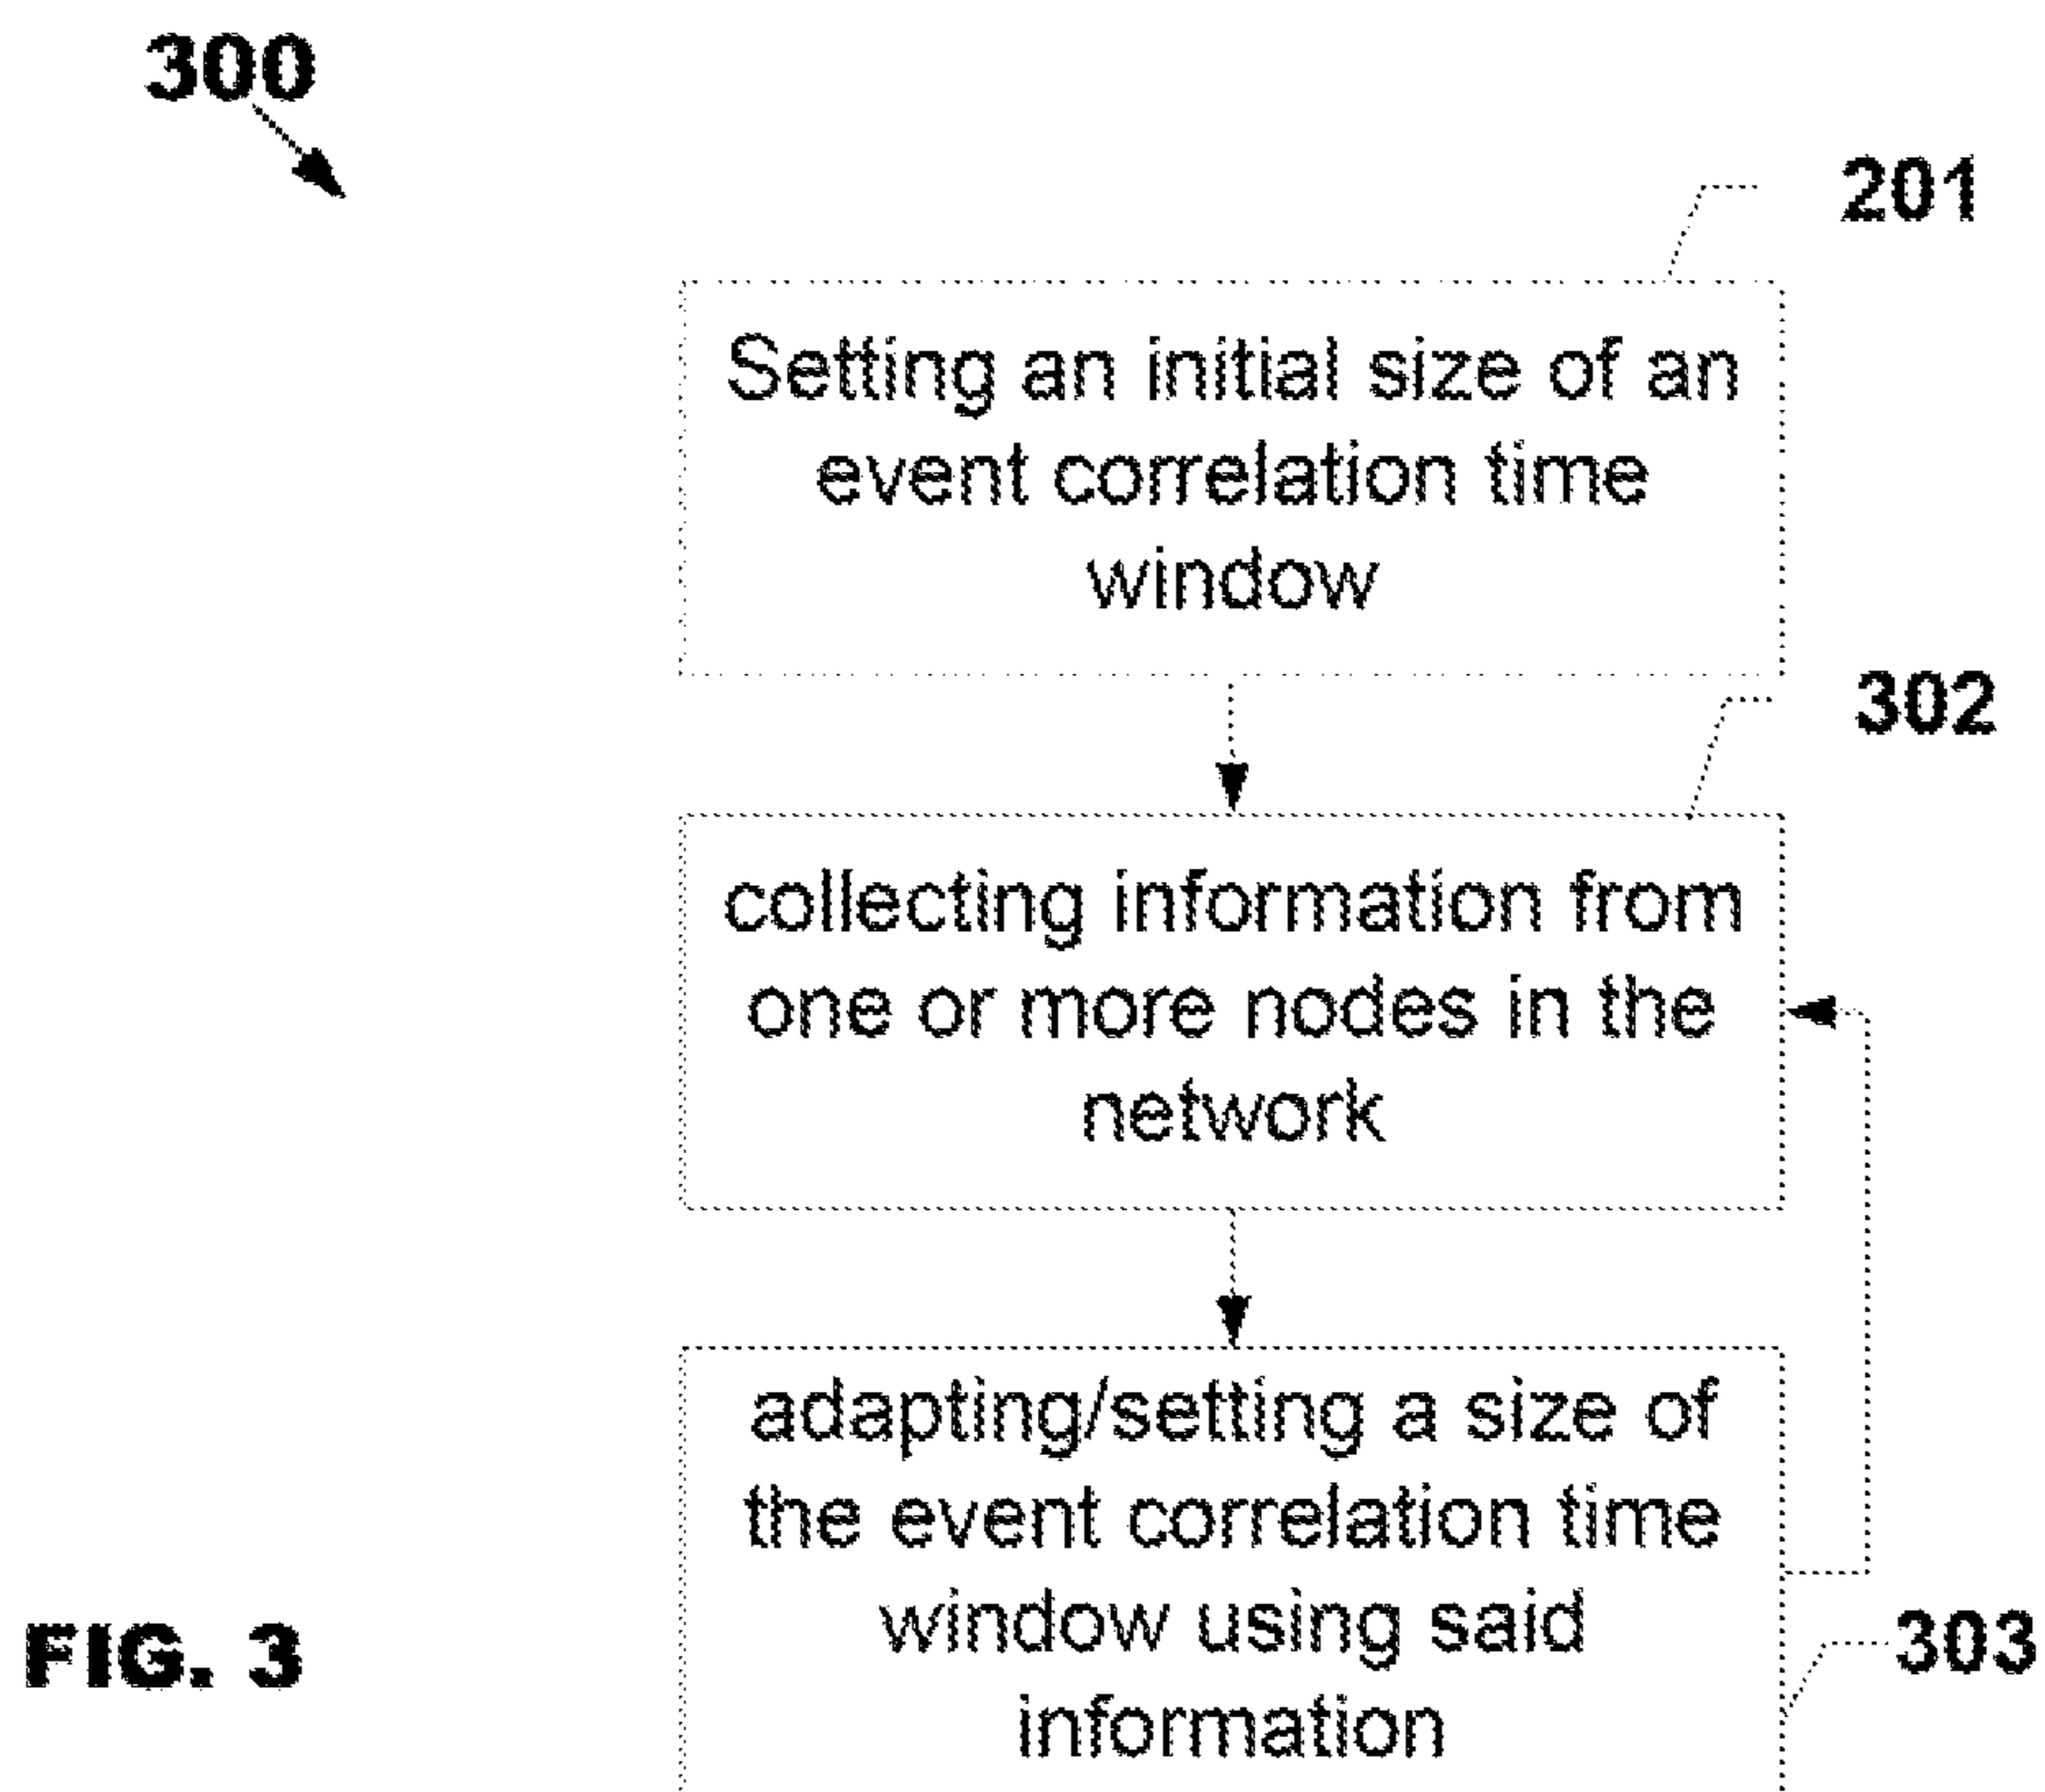 300
201
Setting an initial size of an
event correlation time
window
302
collecting information from
one or more nodes in the
network
adapting/setting a size of
the event correlation time
window using said
information
303
FIG. 3